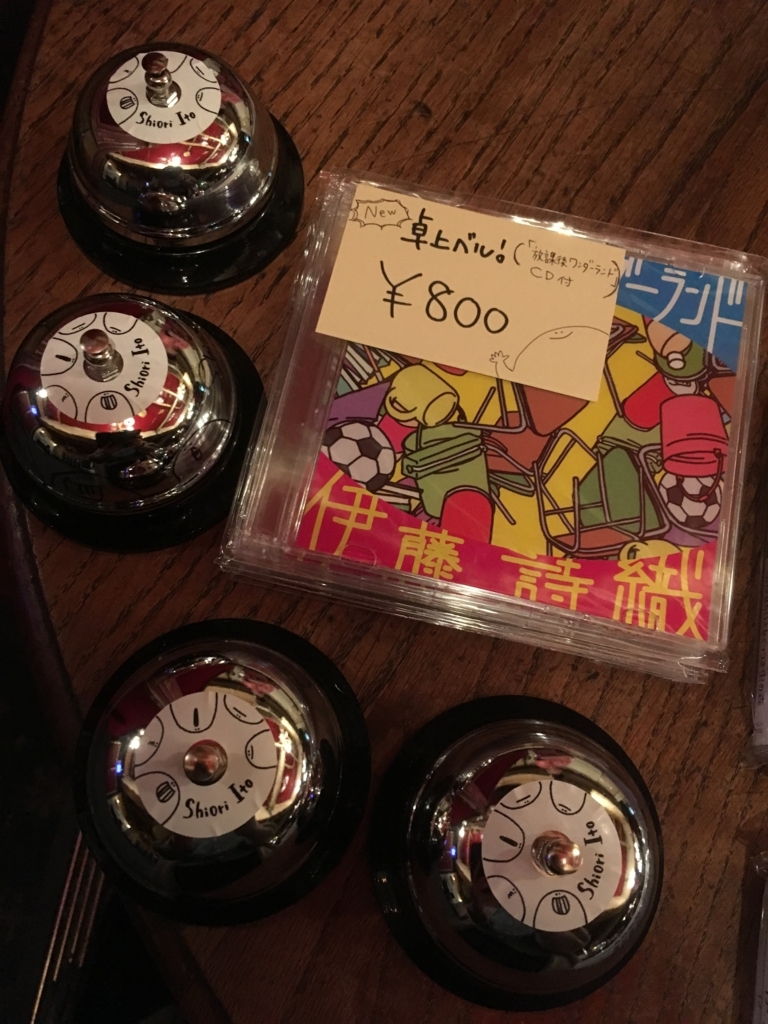 Shiori Ito
New
卓上ベル!(「放課後ワンダーランド」
CD付)
¥800
ダーランド
Shiori Ito
伊藤詩織
Shiori Ito
Shiori Ito